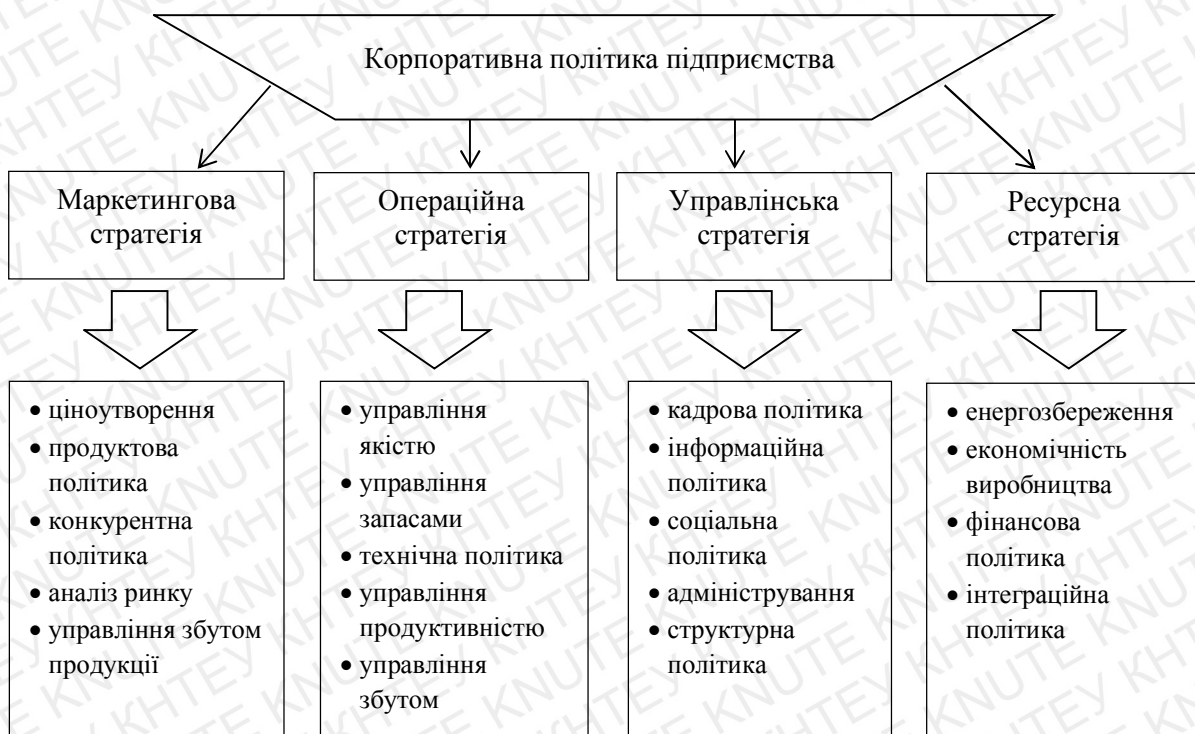 Корпоративна політика підприємства
Маркетингова
стратегія
Операційна
стратегія
Управлінська
стратегія
Ресурсна
стратегія
• ціноутворення
• продуктова
політика
• конкурентна
політика
• аналіз ринку
• управління збутом
продукції
• управління
якістю
• управління
запасами
• технічна політика
• управління
продуктивністю
• управління
збутом
• кадрова політика
• інформаційна
політика
• соціальна
політика
• адміністрування
• структурна
політика
• енергозбереження
• економічність
виробництва
• фінансова
політика
• інтеграційна
політика